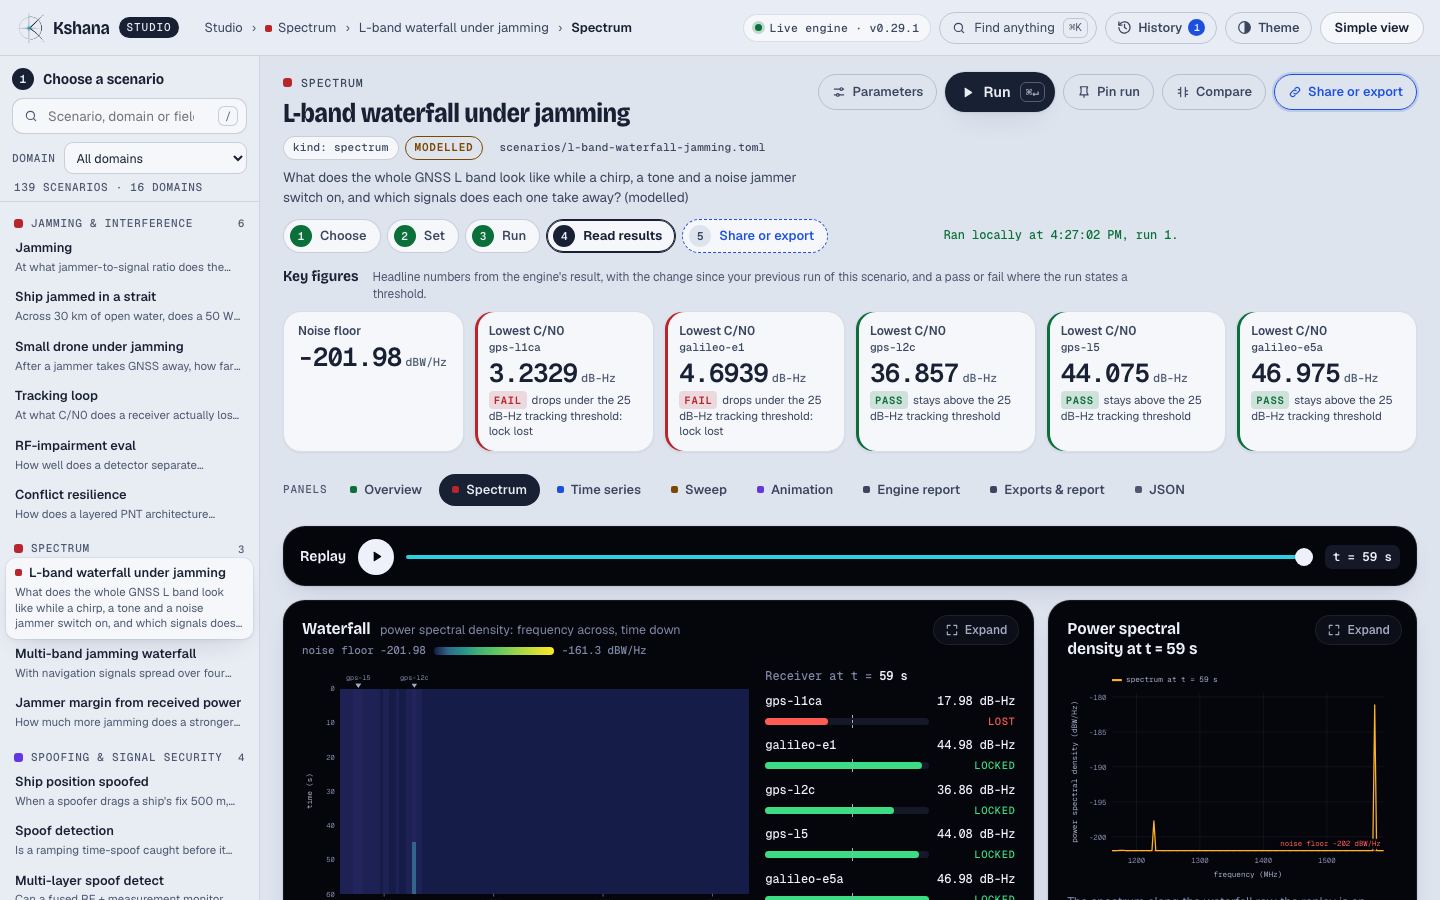 Kshana STUDIO
Studio › Spectrum › L-band waterfall under jamming › Spectrum
Live engine · v0.29.1
Find anything ⌘K
History 1
Theme
Simple view
1 Choose a scenario
Scenario, domain or fiel /
DOMAIN All domains
139 SCENARIOS · 16 DOMAINS
JAMMING & INTERFERENCE 6
Jamming
At what jammer-to-signal ratio does the…
Ship jammed in a strait
Across 30 km of open water, does a 50 W…
Small drone under jamming
After a jammer takes GNSS away, how far…
Tracking loop
At what C/N0 does a receiver actually los…
RF-impairment eval
How well does a detector separate…
Conflict resilience
How does a layered PNT architecture…
SPECTRUM 3
L-band waterfall under jamming
What does the whole GNSS L band look
like while a chirp, a tone and a noise
jammer switch on, and which signals does…
Multi-band jamming waterfall
With navigation signals spread over four…
Jammer margin from received power
How much more jamming does a stronger…
SPOOFING & SIGNAL SECURITY 4
Ship position spoofed
When a spoofer drags a ship's fix 500 m,…
Spoof detection
Is a ramping time-spoof caught before it…
Multi-layer spoof detect
Can a fused RF + measurement monitor
SPECTRUM
L-band waterfall under jamming
Parameters
Run ⌘↵
Pin run
Compare
Share or export
kind: spectrum MODELLED scenarios/l-band-waterfall-jamming.toml
What does the whole GNSS L band look like while a chirp, a tone and a noise jammer
switch on, and which signals does each one take away? (modelled)
1 Choose 2 Set 3 Run 4 Read results 5 Share or export
Ran locally at 4:27:02 PM, run 1.
Key figures Headline numbers from the engine's result, with the change since your previous run of this scenario, and a pass or fail where the run states a
threshold.
Noise floor
-201.98 dBW/Hz
Lowest C/N0
gps-l1ca
3.2329 dB-Hz
FAIL drops under the 25
dB-Hz tracking threshold:
lock lost
Lowest C/N0
galileo-e1
4.6939 dB-Hz
FAIL drops under the 25
dB-Hz tracking threshold:
lock lost
Lowest C/N0
gps-l2c
36.857 dB-Hz
PASS stays above the 25
dB-Hz tracking threshold
Lowest C/N0
gps-l5
44.075 dB-Hz
PASS stays above the 25
dB-Hz tracking threshold
Lowest C/N0
galileo-e5a
46.975 dB-Hz
PASS stays above the 25
dB-Hz tracking threshold
PANELS Overview Spectrum Time series Sweep Animation Engine report Exports & report JSON
Replay t = 59 s
Waterfall power spectral density: frequency across, time down
Expand
noise floor -201.98 -161.3 dBW/Hz
gps-l5 gps-l2c
0
10
20
30
40
50
60
time (s)
Receiver at t = 59 s
gps-l1ca 17.98 dB-Hz
LOST
galileo-e1 44.98 dB-Hz
LOCKED
gps-l2c 36.86 dB-Hz
LOCKED
gps-l5 44.08 dB-Hz
LOCKED
galileo-e5a 46.98 dB-Hz
LOCKED
Power spectral
density at t = 59 s
Expand
spectrum at t = 59 s
-180
-185
-190
-195
-200
power spectral density (dBW/Hz)
noise floor -202 dBW/Hz
1200 1300 1400 1500
frequency (MHz)